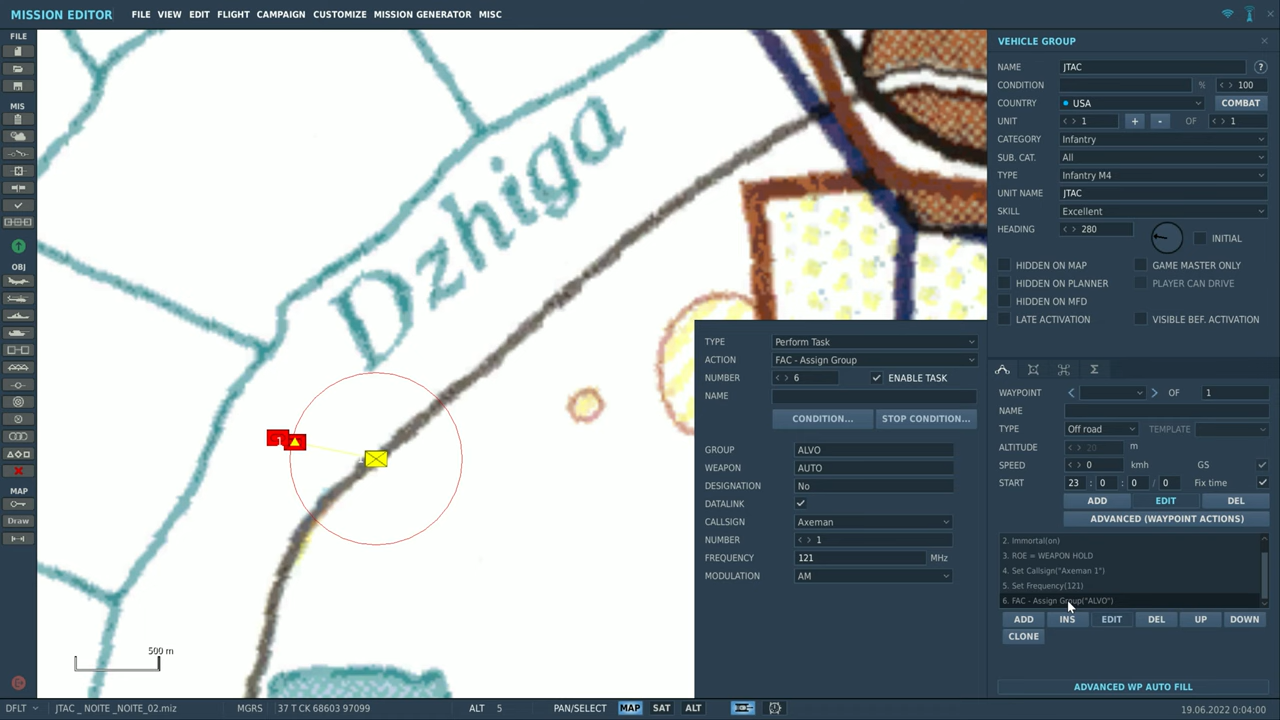 MISSION EDITOR FILE VIEW EDIT FLIGHT CAMPAIGN CUSTOMIZE MISSION GENERATOR MISC
FILE
MIS
OBJ
MAP
Draw
Dzhiga
1
500 m
VEHICLE GROUP
NAME JTAC ?
CONDITION % < > 100
COUNTRY USA COMBAT
UNIT < > 1 + - OF < > 1
CATEGORY Infantry
SUB. CAT. All
TYPE Infantry M4
UNIT NAME JTAC
SKILL Excellent
HEADING < > 280 INITIAL
HIDDEN ON MAP GAME MASTER ONLY
HIDDEN ON PLANNER PLAYER CAN DRIVE
HIDDEN ON MFD
LATE ACTIVATION VISIBLE BEF. ACTIVATION
TYPE Perform Task
ACTION FAC - Assign Group
NUMBER < > 6 ENABLE TASK
NAME
CONDITION... STOP CONDITION...
GROUP ALVO
WEAPON AUTO
DESIGNATION No
DATALINK
CALLSIGN Axeman
NUMBER < > 1
FREQUENCY 121 MHz
MODULATION AM
WAYPOINT < > OF 1
NAME
TYPE Off road TEMPLATE
ALTITUDE < > 20 m
SPEED < > 0 kmh GS
START 23 : 0 : 0 / 0 Fix time
ADD EDIT DEL
ADVANCED (WAYPOINT ACTIONS)
2. Immortal(on)
3. ROE = WEAPON HOLD
4. Set Callsign("Axeman 1")
5. Set Frequency(121)
6. FAC - Assign Group("ALVO")
ADD INS EDIT DEL UP DOWN
CLONE
ADVANCED WP AUTO FILL
DFLT JTAC _ NOITE _NOITE_02.miz MGRS 37 T CK 68603 97099 ALT 5 PAN/SELECT MAP SAT ALT 19.06.2022 0:04:00